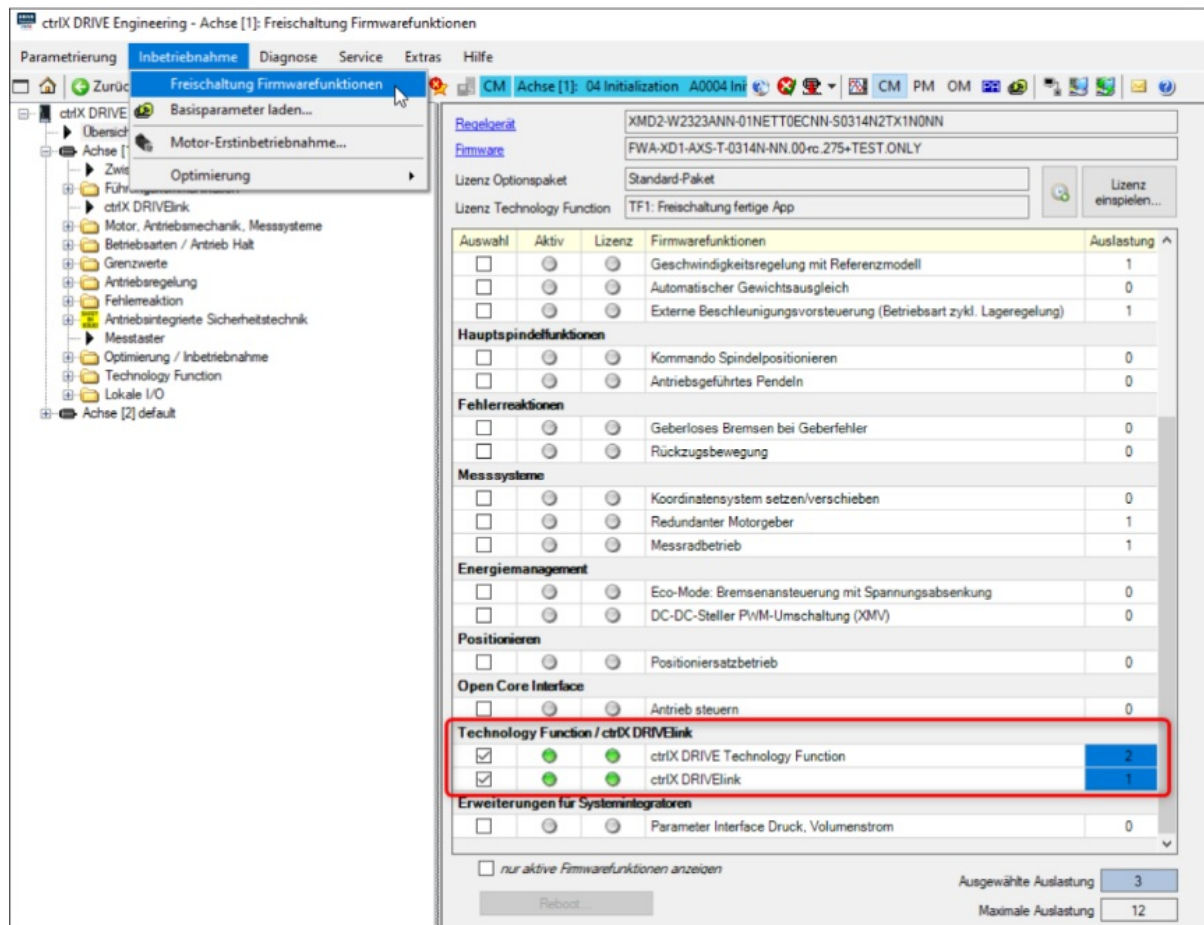 ctrlX DRIVE Engineering - Achse [1]: Freischaltung Firmwarefunktionen
Parametrierung Inbetriebnahme Diagnose Service Extras Hilfe
Zurüc
CM Achse [1]: 04 Initialization A0004 Ini CM PM OM
Freischaltung Firmwarefunktionen
Basisparameter laden...
Motor-Erstinbetriebnahme...
Optimierung
ctrlX DRIVE
Übersich
Achse [
Zwis
ctrlX DRIVElink
Motor, Antriebsmechanik, Messsysteme
Betriebsarten / Antrieb Halt
Grenzwerte
Antriebsregelung
Fehlerreaktion
Antriebsintegrierte Sicherheitstechnik
Messtaster
Optimierung / Inbetriebnahme
Technology Function
Lokale I/O
Achse [2] default
Regelgerät XMD2-W2323ANN-01NETT0ECNN-S0314N2TX1N0NN
Firmware FWA-XD1-AXS-T-0314N-NN.00-rc.275+TEST.ONLY
Lizenz Optionspaket Standard-Paket
Lizenz Technology Function TF1: Freischaltung fertige App
Lizenz einspielen...
Auswahl Aktiv Lizenz Firmwarefunktionen Auslastung
Geschwindigkeitsregelung mit Referenzmodell 1
Automatischer Gewichtsausgleich 0
Externe Beschleunigungsvorsteuerung (Betriebsart zykl. Lageregelung) 1
Hauptspindelfunktionen
Kommando Spindelpositionieren 0
Antriebsgeführtes Pendeln 0
Fehlerreaktionen
Geberloses Bremsen bei Geberfehler 0
Rückzugsbewegung 0
Messsysteme
Koordinatensystem setzen/verschieben 0
Redundanter Motorgeber 1
Messradbetrieb 1
Energiemanagement
Eco-Mode: Bremsenansteuerung mit Spannungsabsenkung 0
DC-DC-Steller PWM-Umschaltung (XMV) 0
Positionieren
Positioniersatzbetrieb 0
Open Core Interface
Antrieb steuern 0
Technology Function / ctrlX DRIVElink
ctrlX DRIVE Technology Function 2
ctrlX DRIVElink 1
Erweiterungen für Systemintegratoren
Parameter Interface Druck, Volumenstrom 0
nur aktive Firmwarefunktionen anzeigen
Reboot...
Ausgewählte Auslastung 3
Maximale Auslastung 12